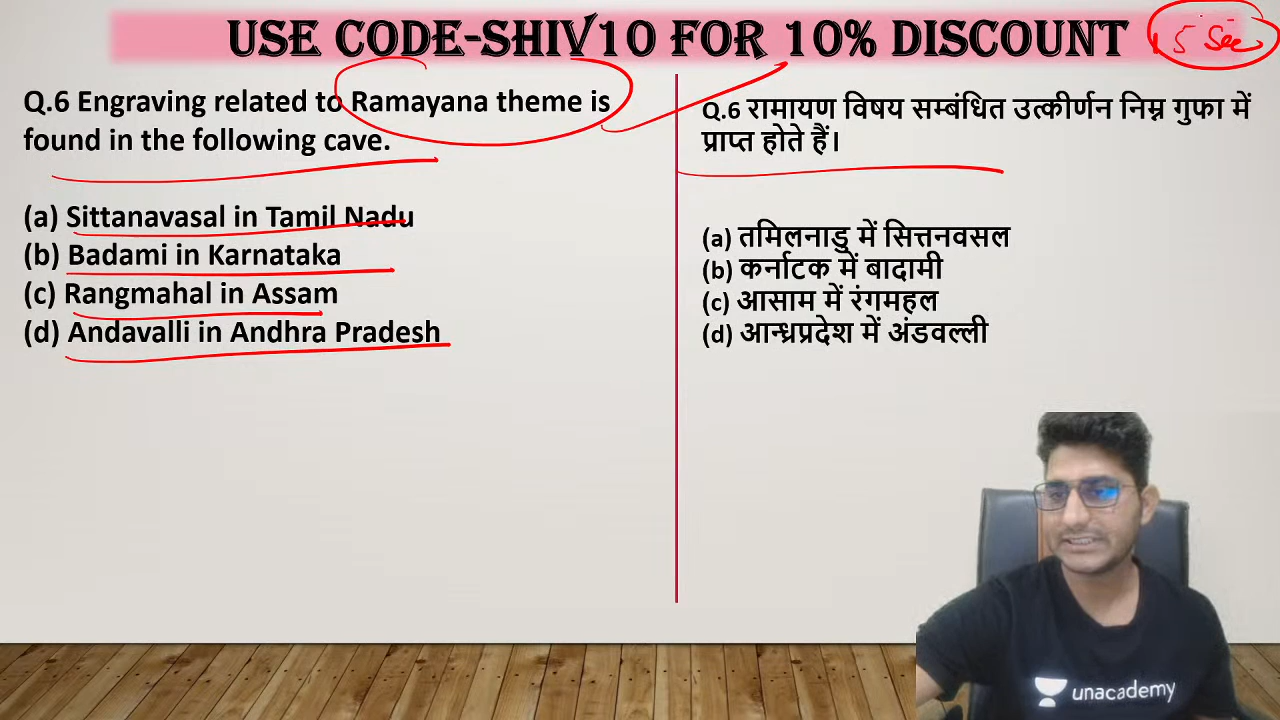 USE CODE-SHIV10 FOR 10% DISCOUNT
15 Sec
Q.6 Engraving related to Ramayana theme is
found in the following cave.
(a) Sittanavasal in Tamil Nadu
(b) Badami in Karnataka
(c) Rangmahal in Assam
(d) Andavalli in Andhra Pradesh
Q.6 रामायण विषय सम्बंधित उत्कीर्णन निम्न गुफा में
प्राप्त होते हैं।
(a) तमिलनाडु में सित्तनवसल
(b) कर्नाटक में बादामी
(c) आसाम में रंगमहल
(d) आन्ध्रप्रदेश में अंडवल्ली
unacademy